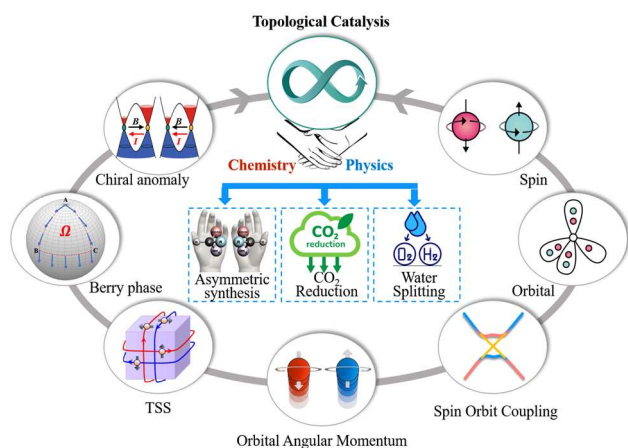 Topological Catalysis
B
I
B
I
Chiral anomaly
Chemistry Physics
Spin
A
Ω
B
C
Berry phase
Asymmetric
synthesis
CO2
reduction
CO2
Reduction
O2 H2
Water
Splitting
Orbital
TSS
Orbital Angular Momentum
Spin Orbit Coupling